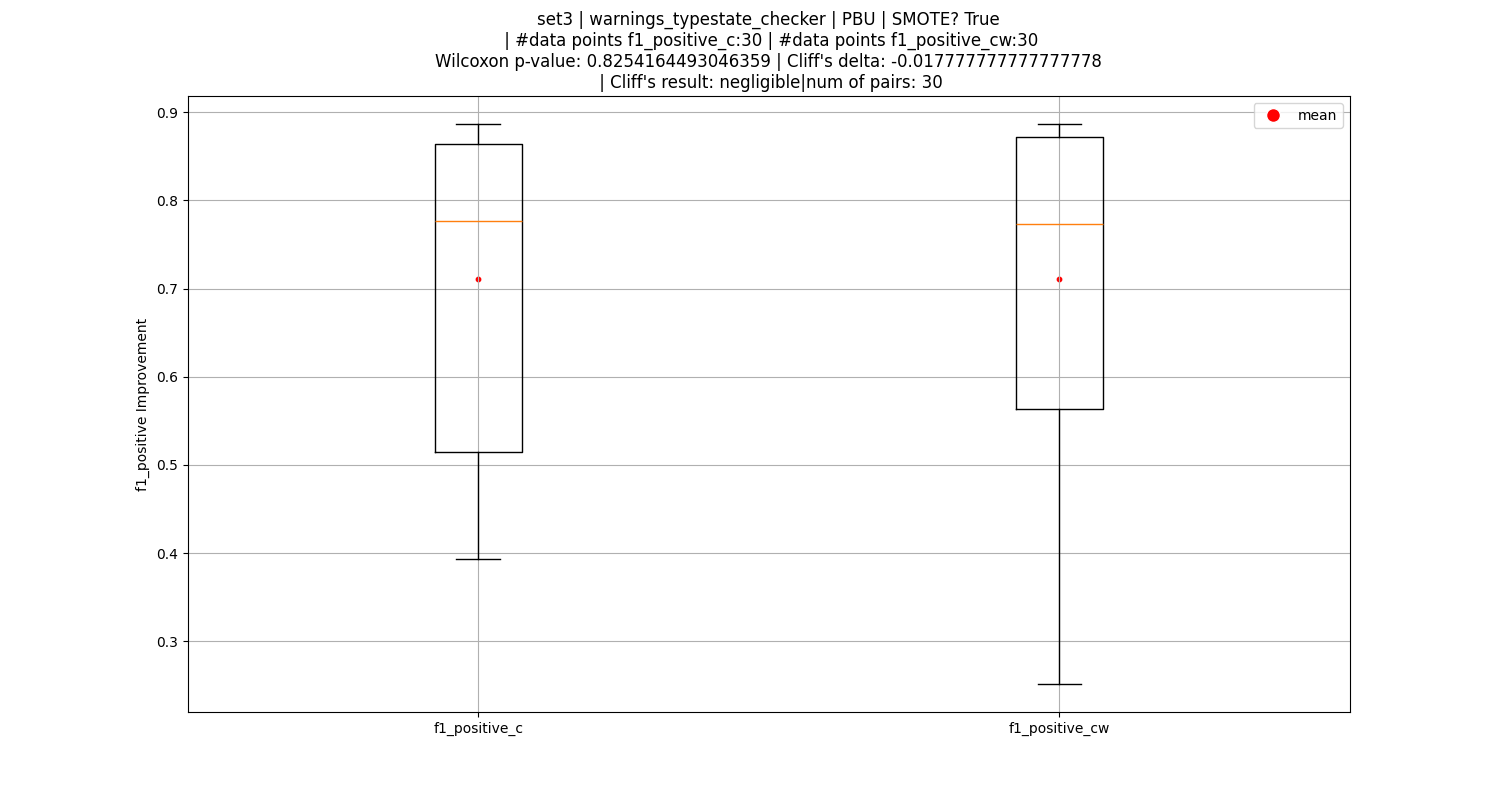 set3 | warnings_typestate_checker | PBU | SMOTE? True
| #data points f1_positive_c:30 | #data points f1_positive_cw:30
Wilcoxon p-value: 0.8254164493046359 | Cliff's delta: -0.017777777777777778
| Cliff's result: negligible|num of pairs: 30
mean
0.9
0.8
0.7
0.6
0.5
0.4
0.3
f1_positive Improvement
f1_positive_c
f1_positive_cw